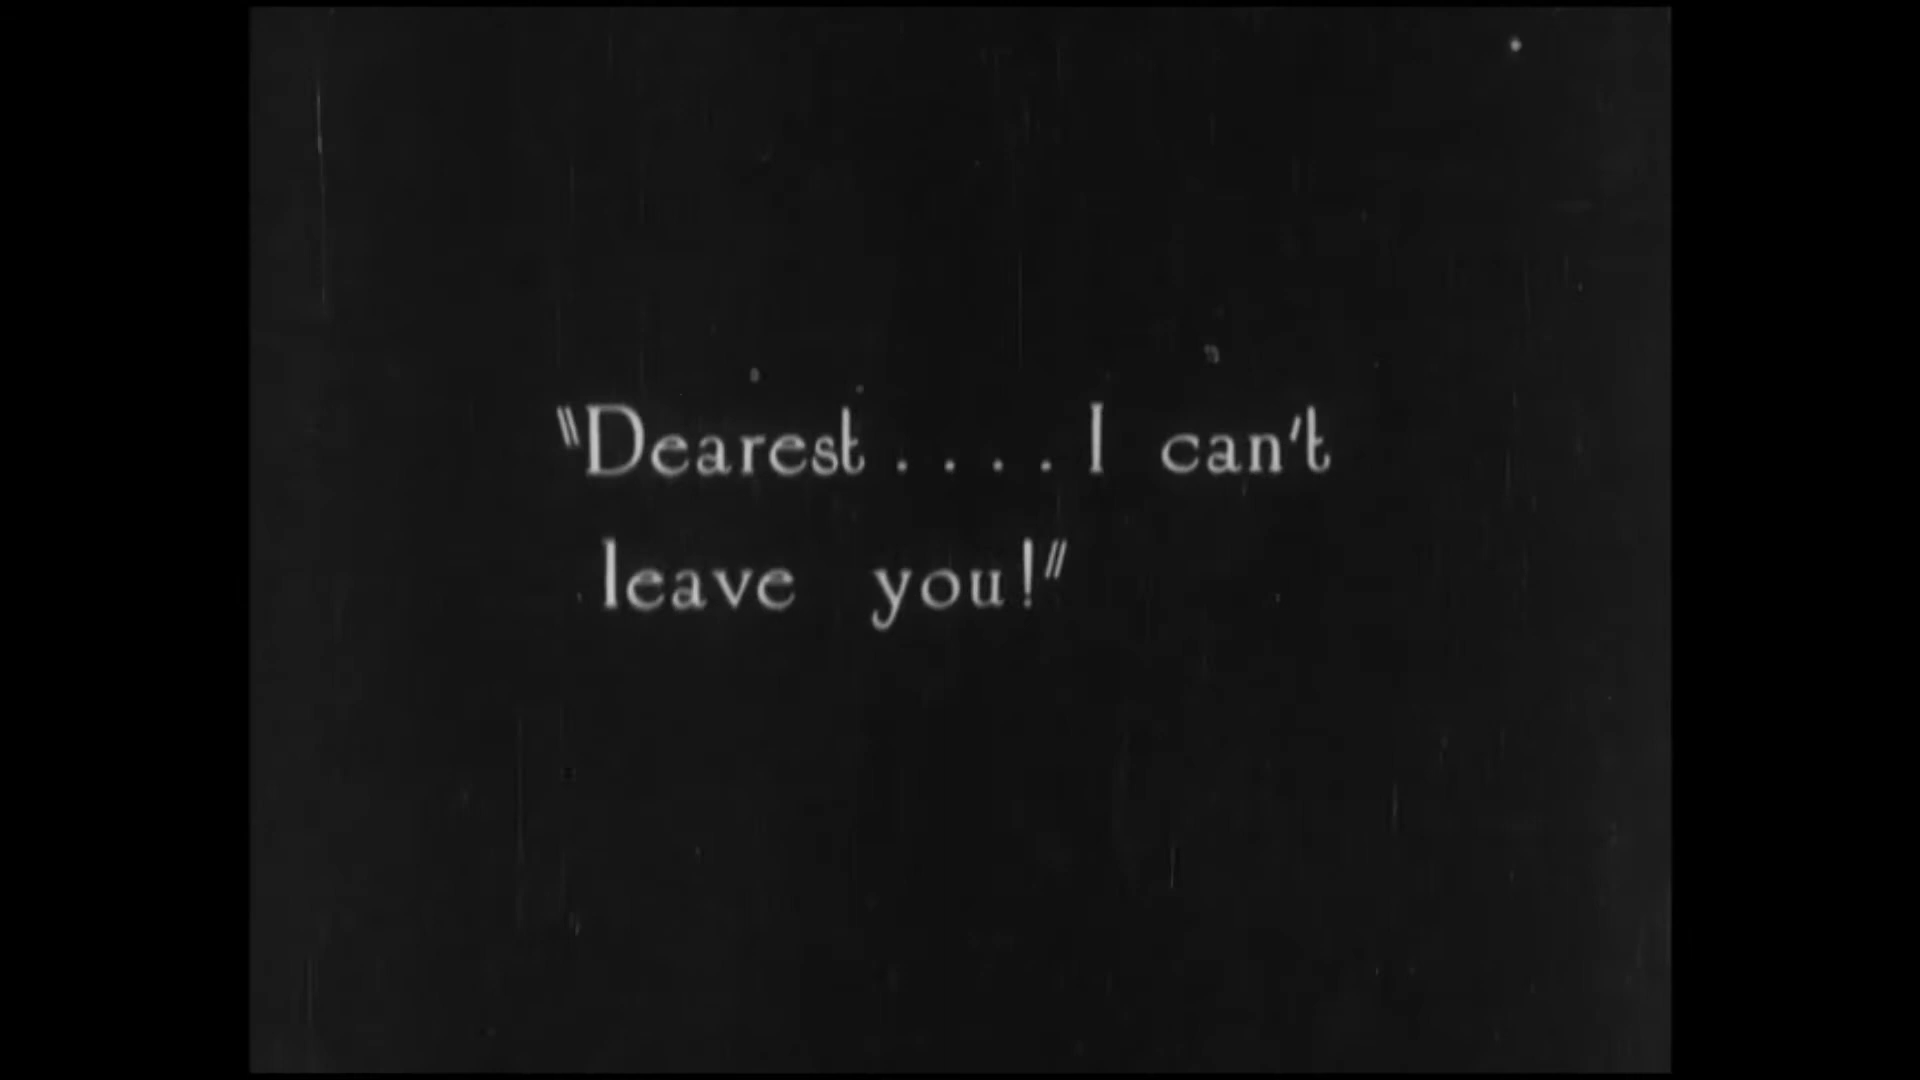 "Dearest . . . . I can't
leave you!"